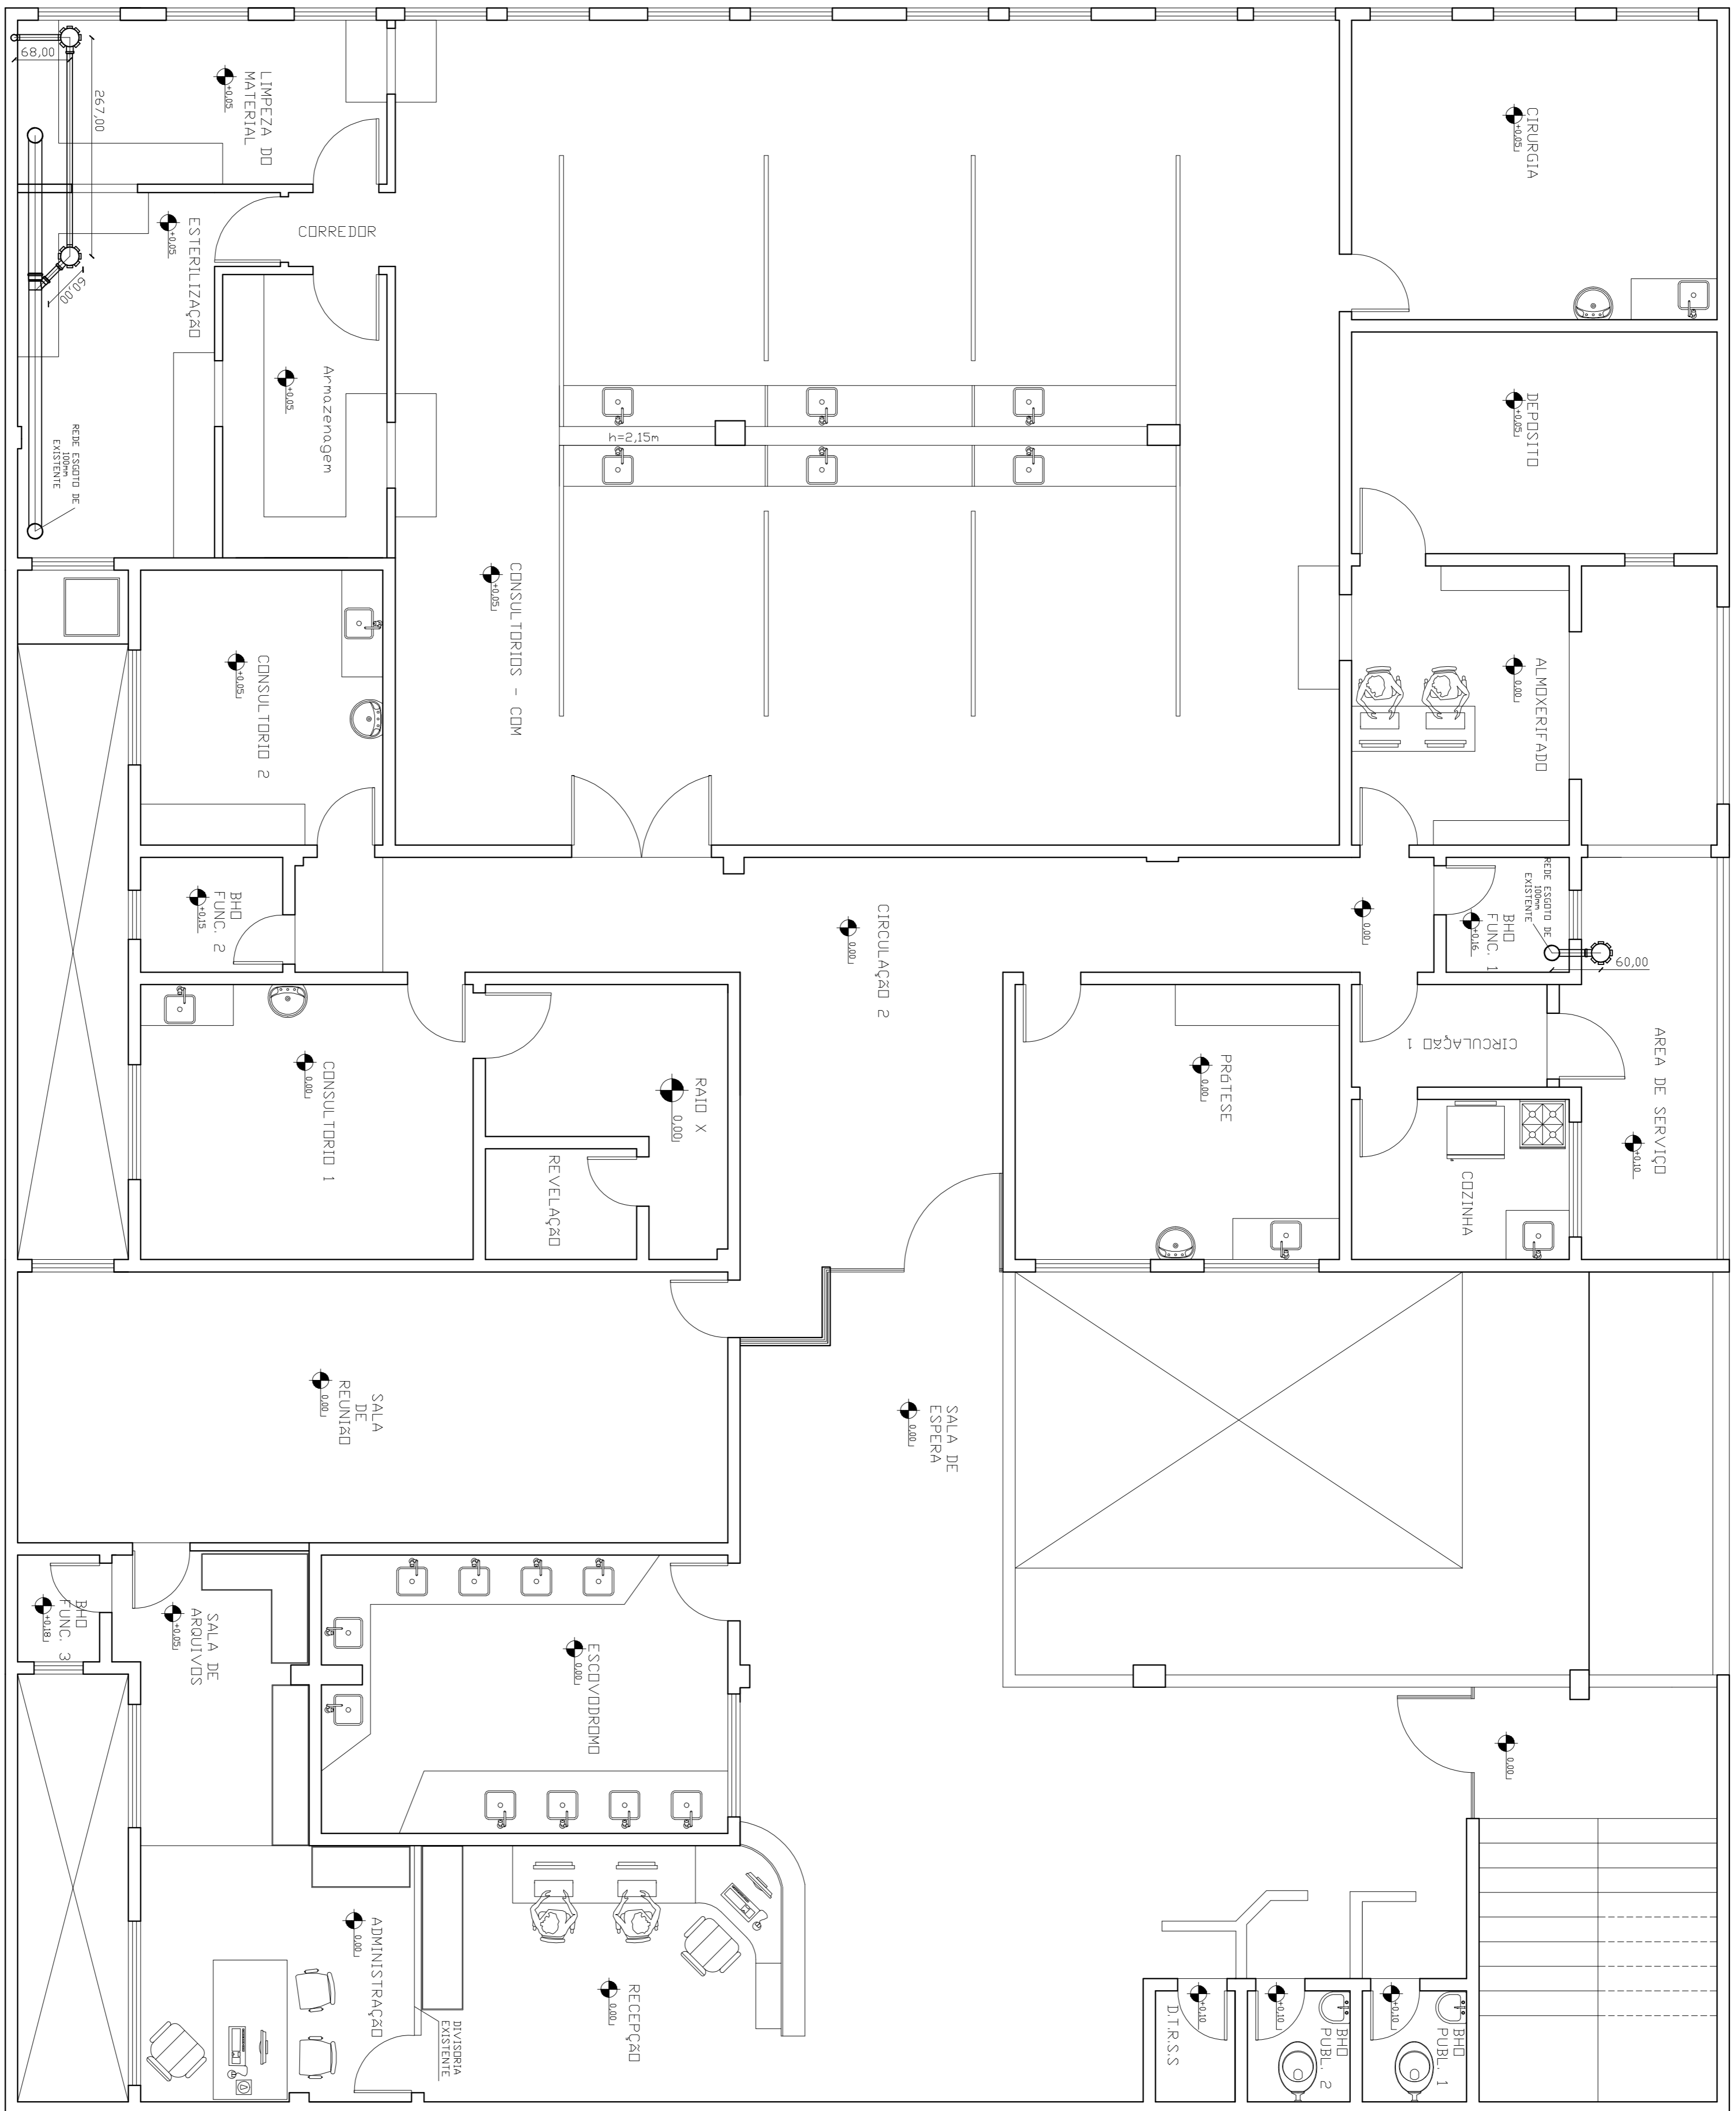 68,00
267,00
LIMPEZA DO
MATERIAL
+0,05
CIRURGIA
+0,05
ESTERILIZAÇÃO
+0,05
CORREDOR
60,00
Armazenagem
+0,05
REDE ESGOTO DE
100mm
EXISTENTE
h=2,15m
DEPOSITO
+0,05
CONSULTORIOS - COM
+0,05
CONSULTORIO 2
+0,05
ALMOXERIFADO
0,00
BHO
FUNC. 2
+0,15
CIRCULAÇÃO 2
0,00
0,00
BHO
FUNC. 1
+0,16
REDE ESGOTO DE
100mm
EXISTENTE
60,00
CONSULTORIO 1
0,00
RAIO X
0,00
REVELAÇÃO
PRÓTESE
0,00
CIRCULAÇÃO 1
AREA DE SERVIÇO
+0,10
COZINHA
SALA
DE
REUNIÃO
0,00
SALA DE
ESPERA
0,00
BHO
FUNC. 3
+0,18
SALA DE
ARQUIVOS
+0,05
ESCOVODROMO
0,00
0,00
ADMINISTRAÇÃO
0,00
DIVISORIA
EXISTENTE
RECEPÇÃO
0,00
D.T.R.S.S
+0,10
BHO
PUBL. 2
+0,10
BHO
PUBL. 1
+0,10